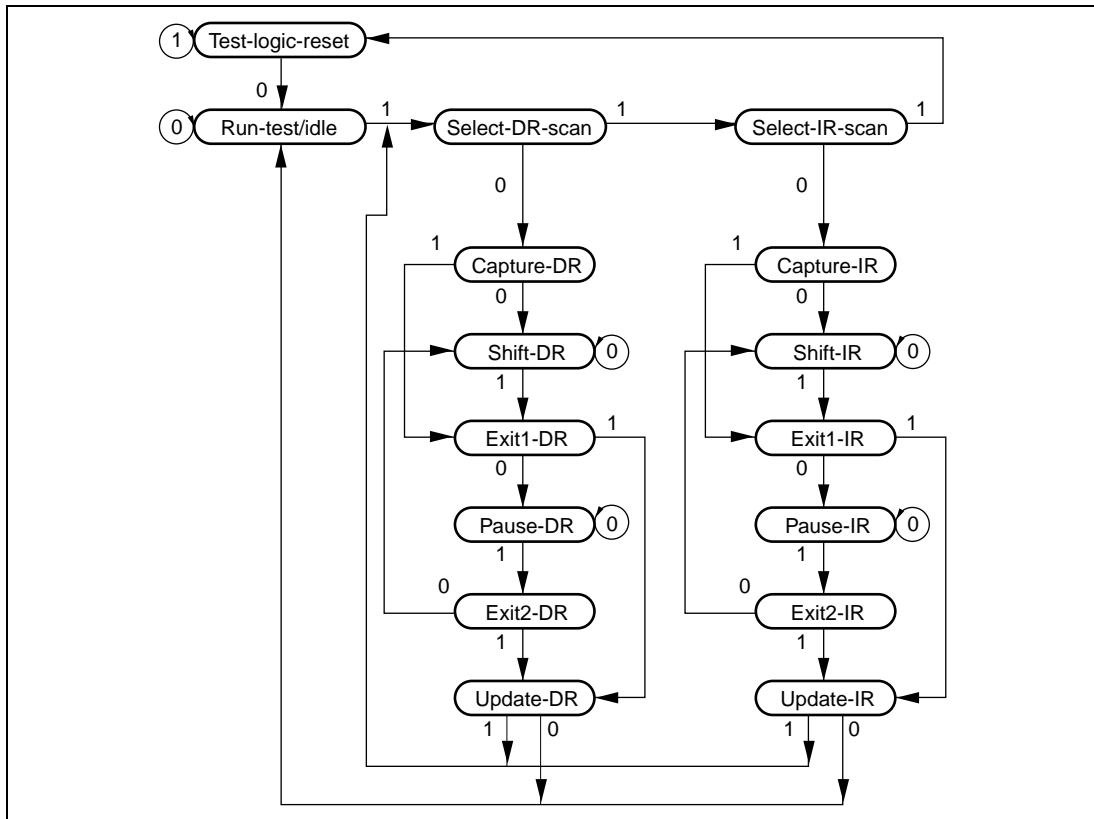 1 Test-logic-reset
0
0 Run-test/idle 1 Select-DR-scan 1 Select-IR-scan 1
0 0
1 1
Capture-DR Capture-IR
0 0
Shift-DR 0 Shift-IR 0
1 1
Exit1-DR 1 Exit1-IR 1
0 0
Pause-DR 0 Pause-IR 0
1 1
0 0
Exit2-DR Exit2-IR
1 1
Update-DR Update-IR
1 0 1 0